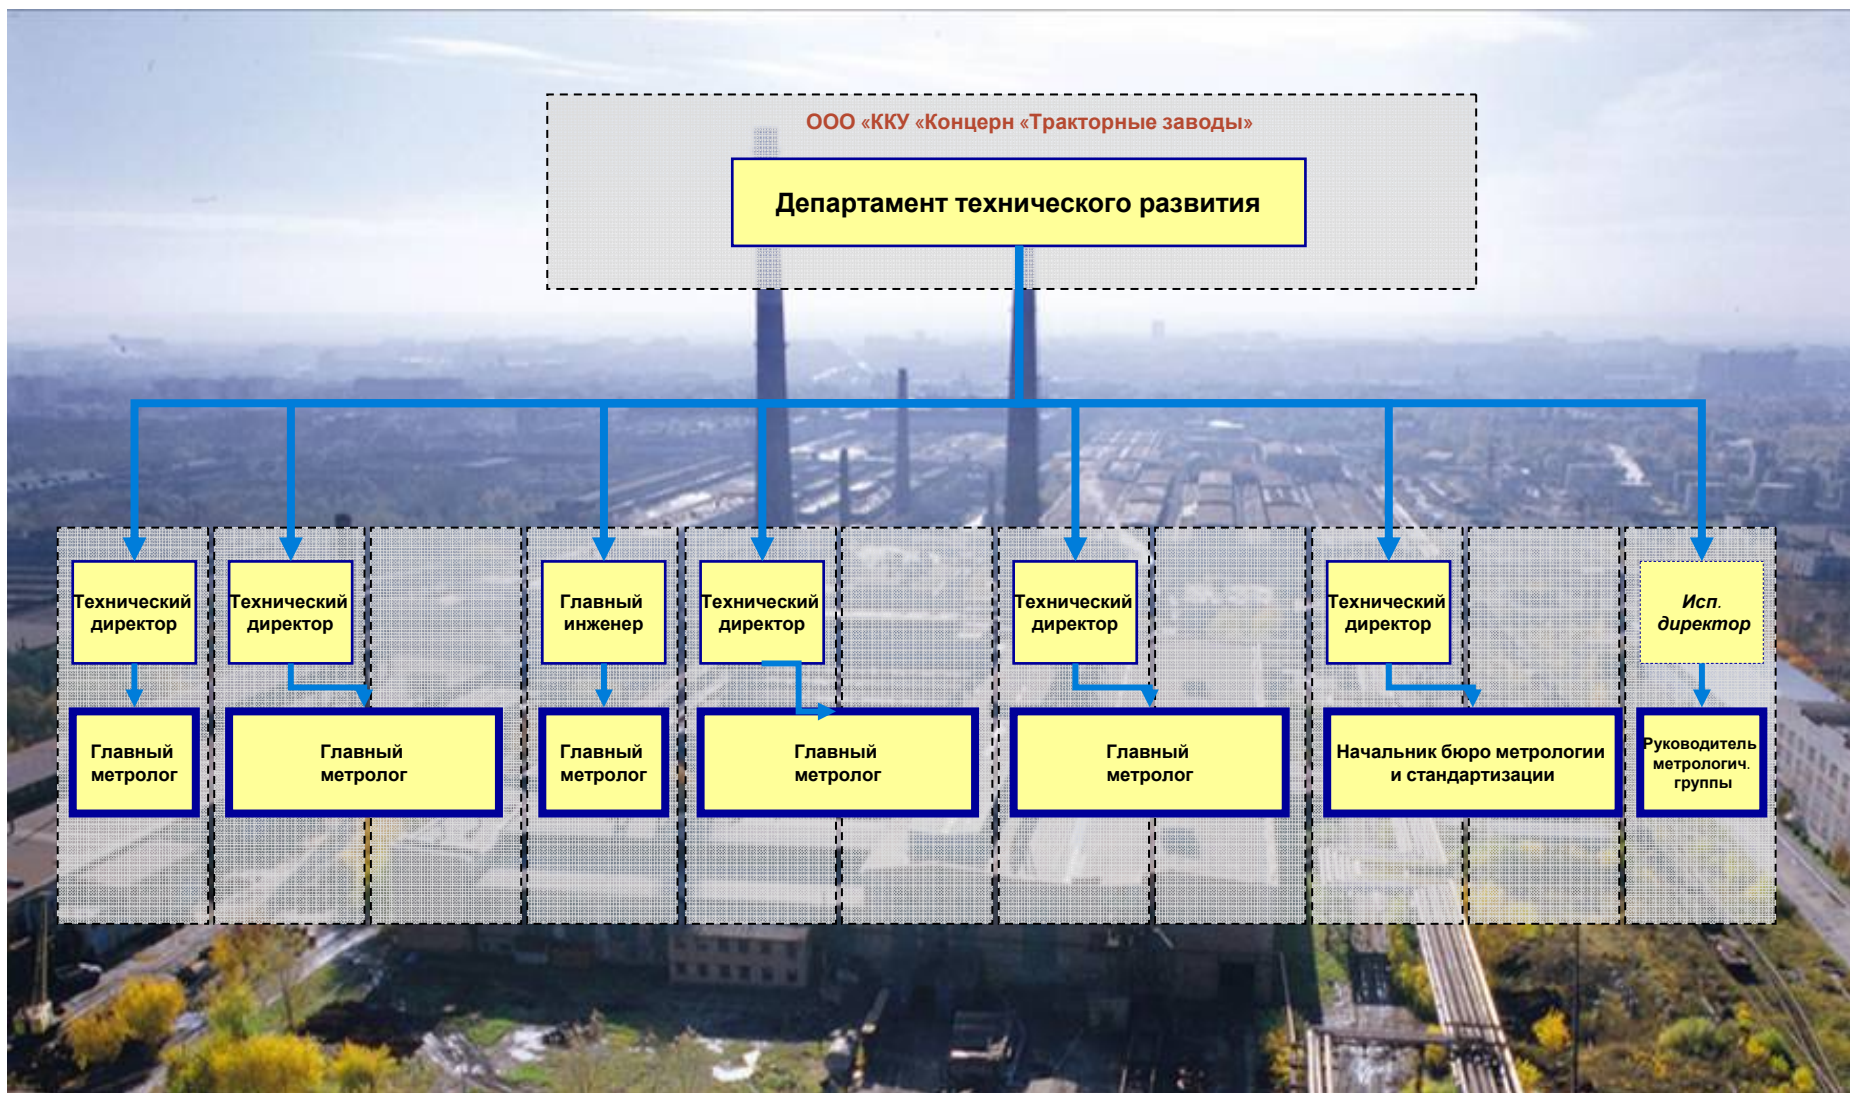 ООО «ККУ «Концерн «Тракторные заводы»
Департамент технического развития
Технический
директор
Технический
директор
Главный
инженер
Технический
директор
Технический
директор
Технический
директор
Исп.
директор
Главный
метролог
Главный
метролог
Главный
метролог
Главный
метролог
Главный
метролог
Начальник бюро метрологии
и стандартизации
Руководитель
метрологич.
группы